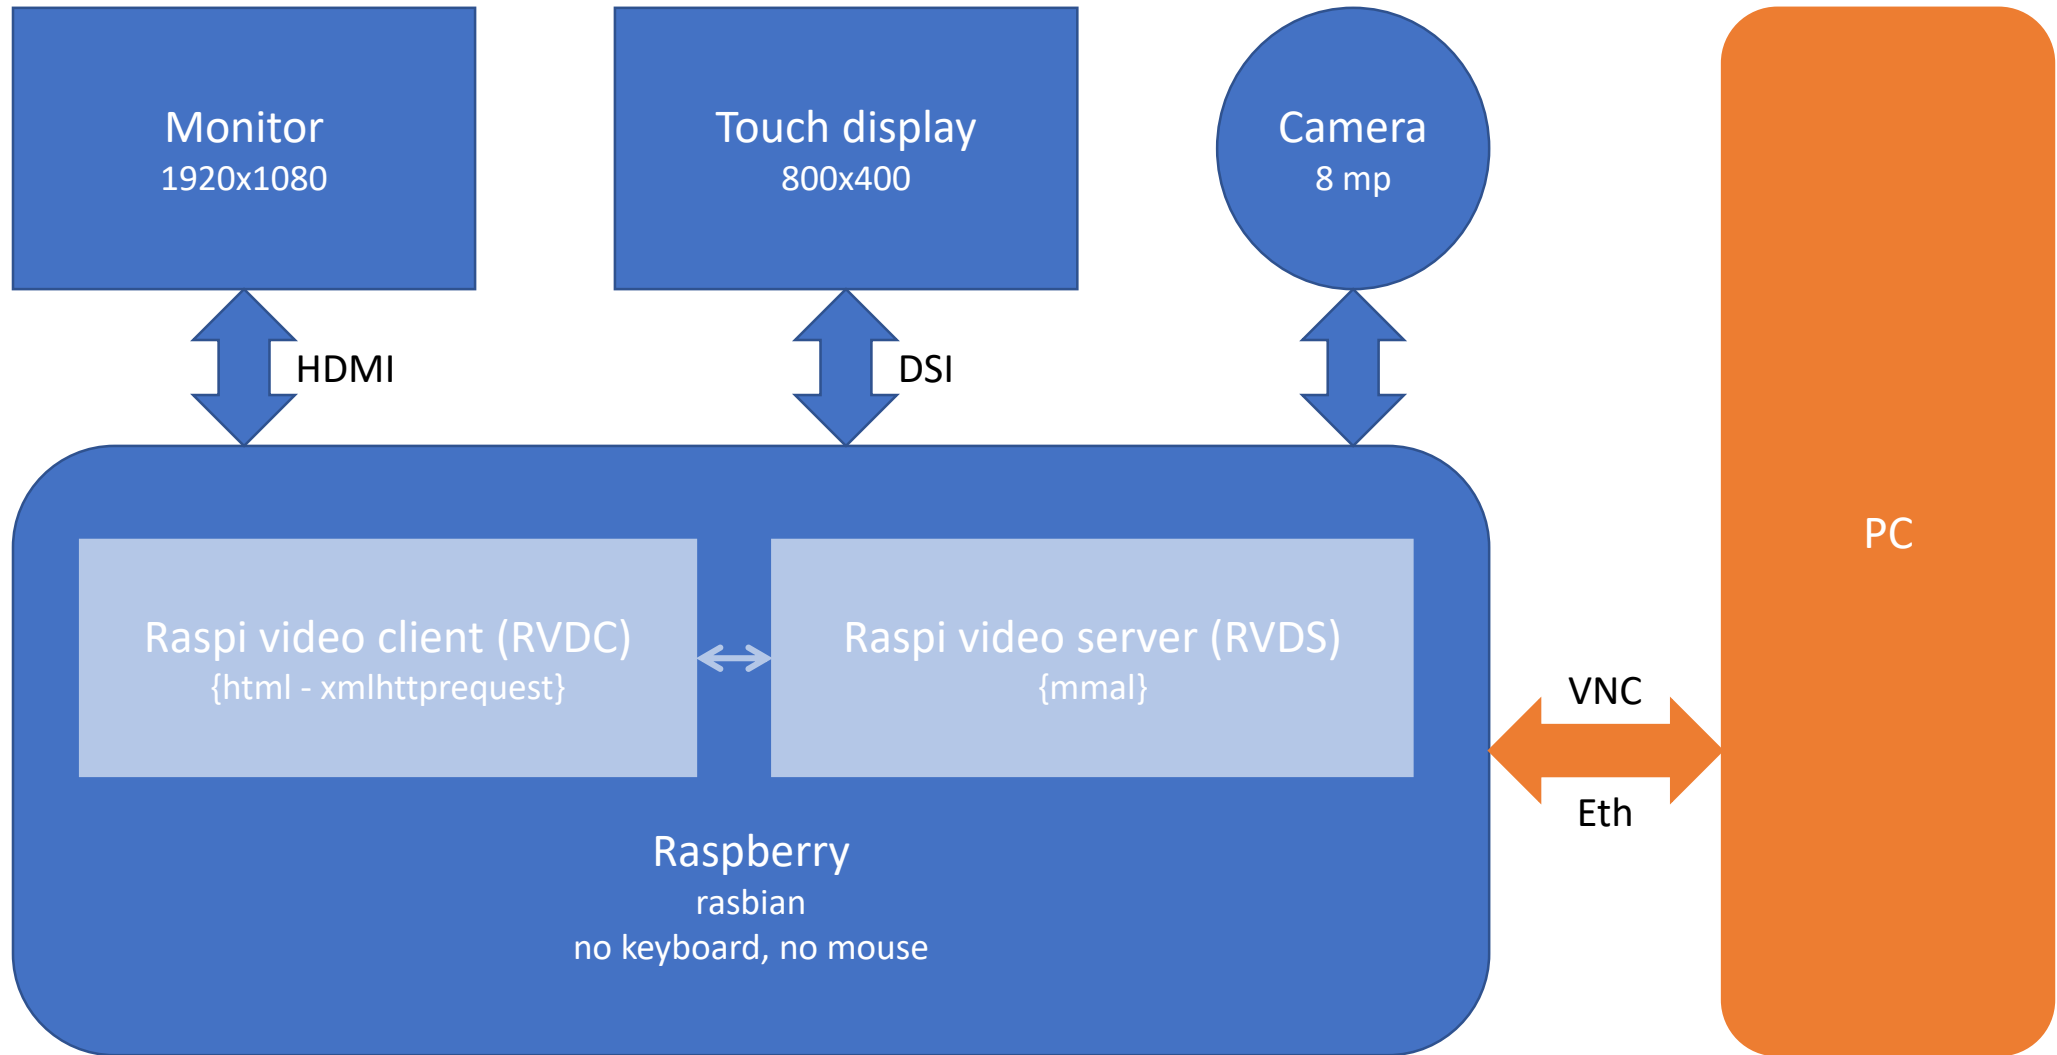 Monitor
1920x1080
Touch display
800x400
Camera
8 mp
HDMI
DSI
PC
Raspi video client (RVDC)
{html - xmlhttprequest}
Raspi video server (RVDS)
{mmal}
VNC
Eth
Raspberry
rasbian
no keyboard, no mouse